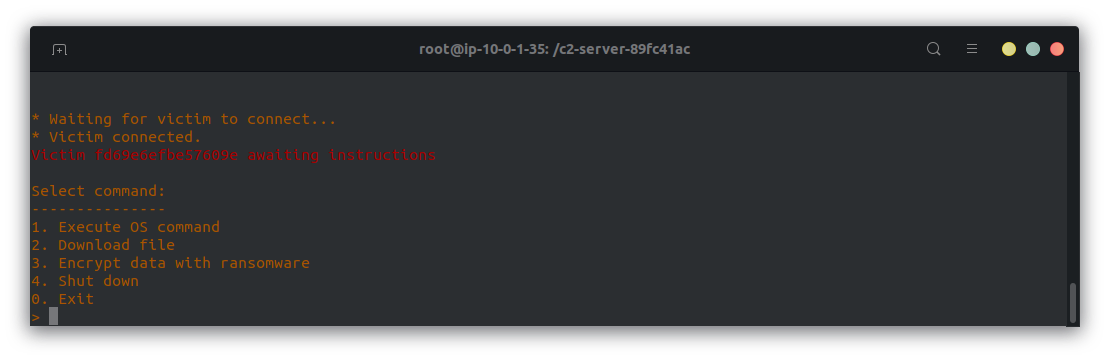 root@ip-10-0-1-35: /c2-server-89fc41ac
* Waiting for victim to connect...
* Victim connected.
Victim fd69e6efbe57609e awaiting instructions
Select command:
---------------
1. Execute OS command
2. Download file
3. Encrypt data with ransomware
4. Shut down
0. Exit
>